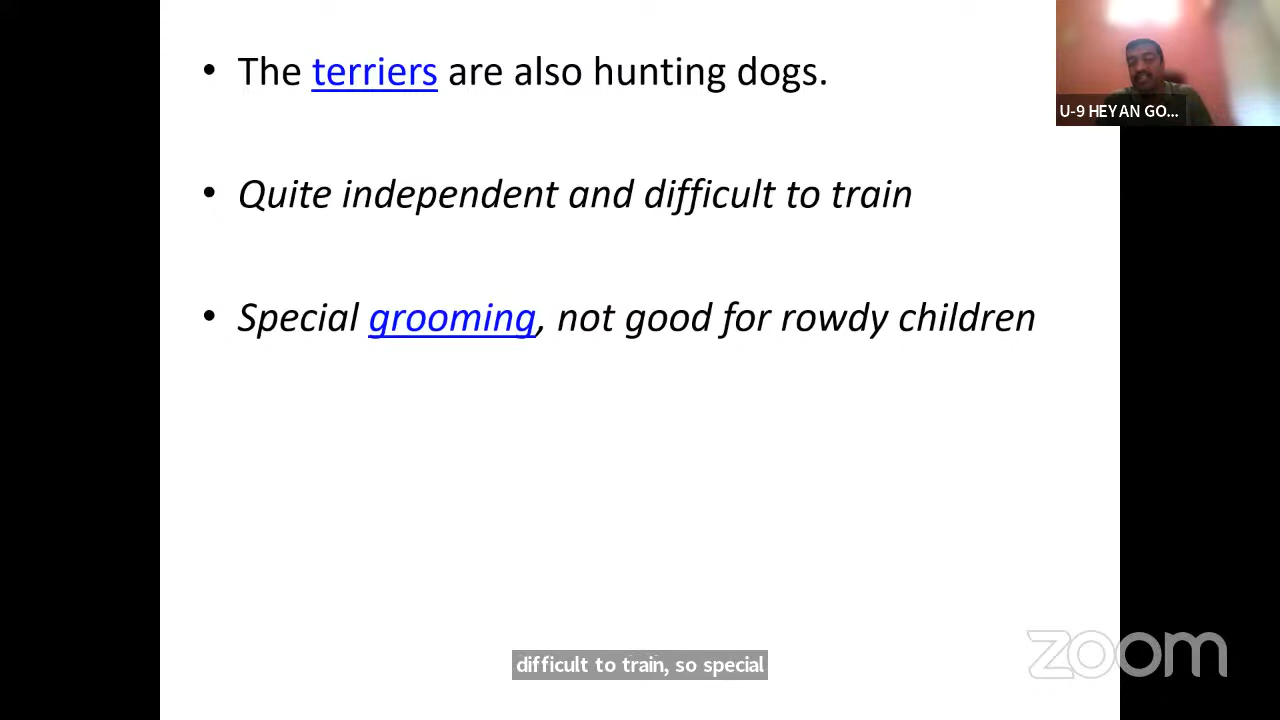 • The terriers are also hunting dogs.
U-9 HEYAN GO...
• Quite independent and difficult to train
• Special grooming, not good for rowdy children
difficult to train, so special
zoom